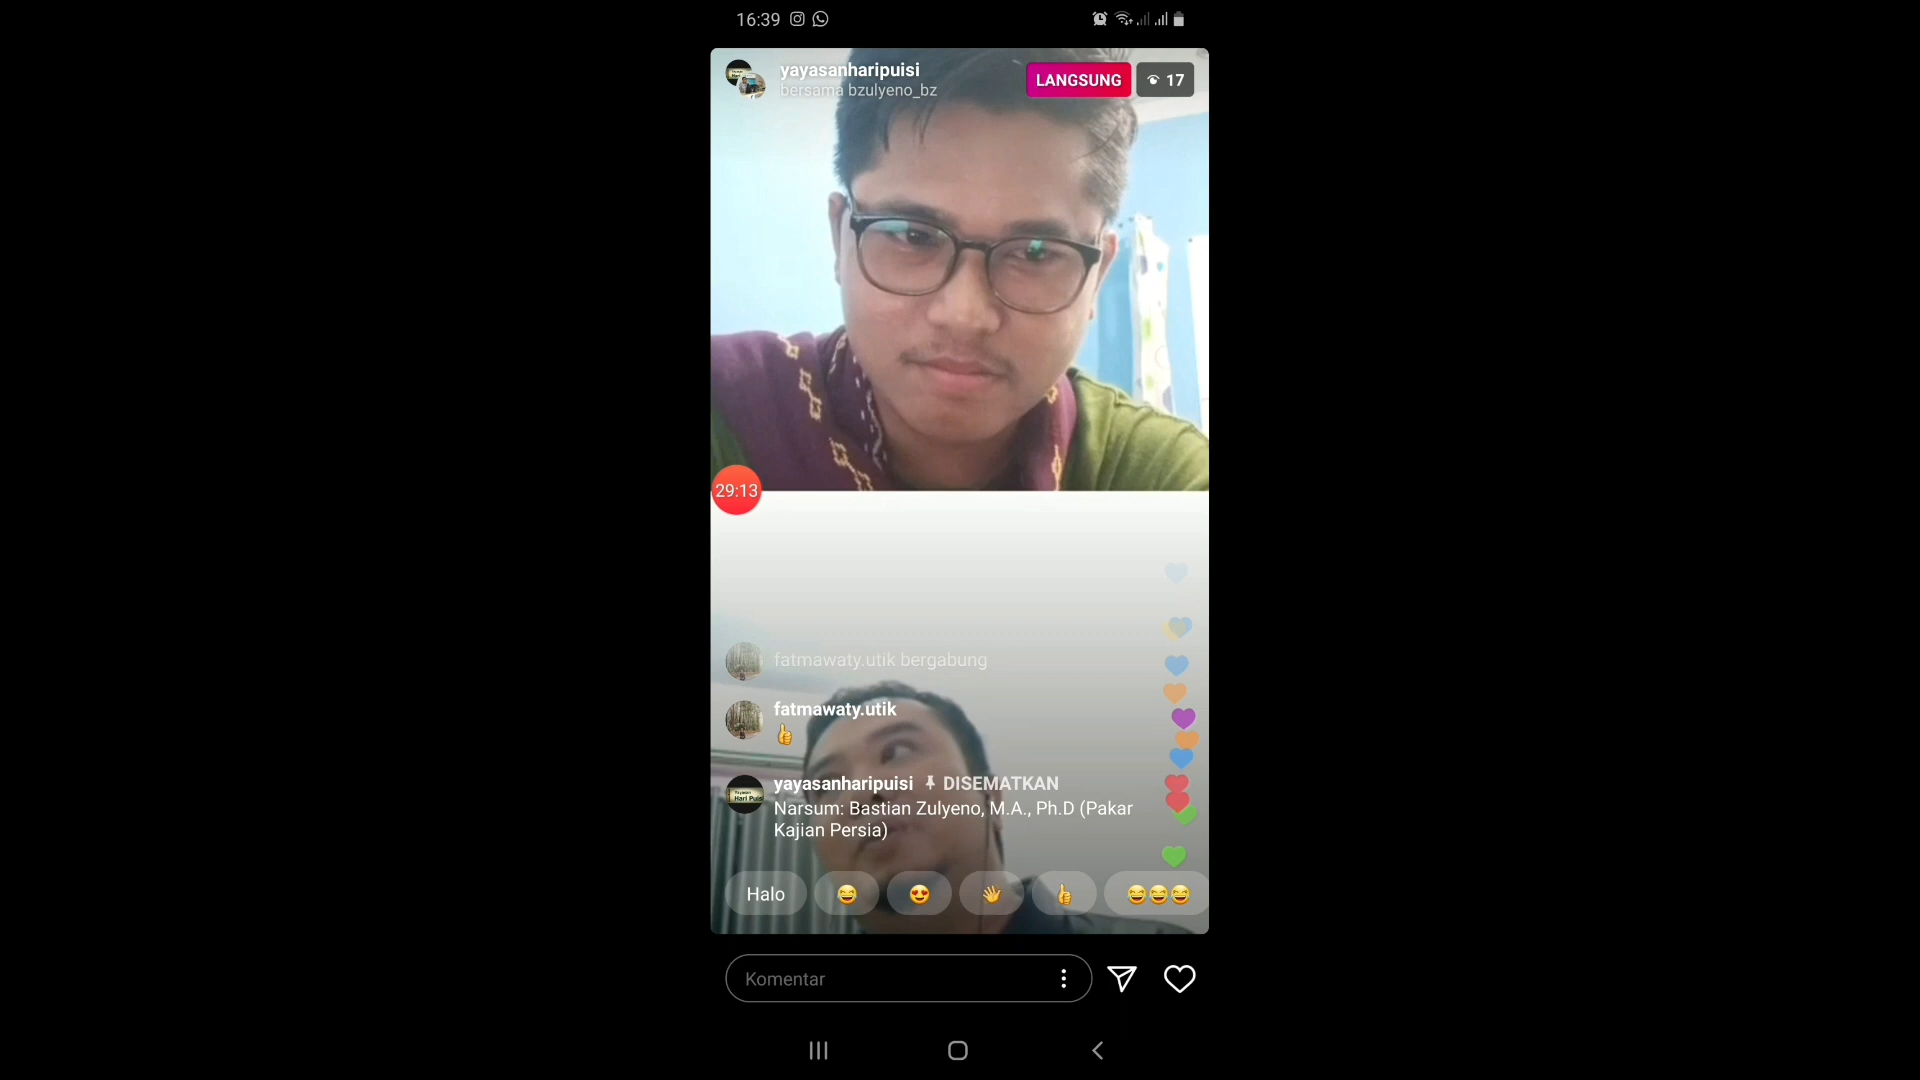 16:39
yayasanharipuisi
bersama bzulyeno_bz
LANGSUNG
17
29:13
fatmawaty.utik bergabung
fatmawaty.utik
yayasanharipuisi DISEMATKAN
Narsum: Bastian Zulyeno, M.A., Ph.D (Pakar
Kajian Persia)
Halo
Komentar